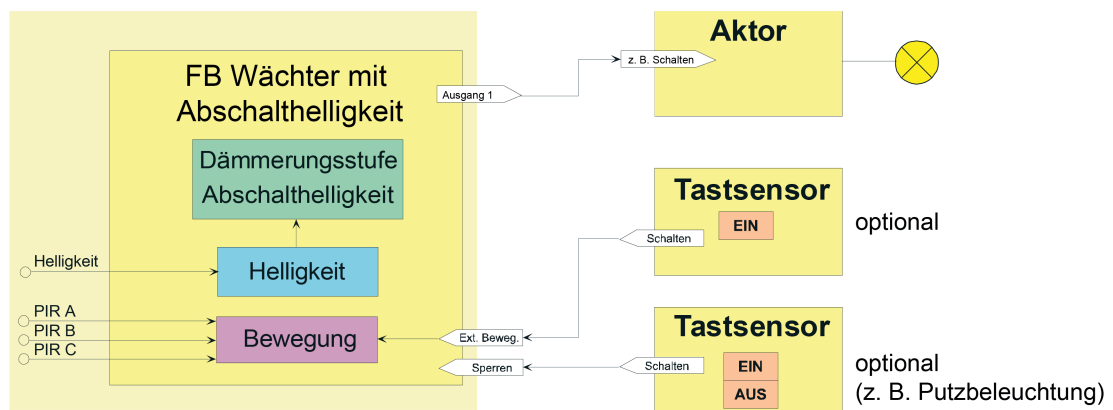 FB Wächter mit
Abschalthelligkeit
Dämmerungsstufe
Abschalthelligkeit
Helligkeit
Helligkeit
PIR A
PIR B
PIR C
Bewegung
Ausgang 1
Ext. Beweg.
Sperren
Aktor
z. B. Schalten
Tastsensor
EIN
Schalten
optional
Tastsensor
Schalten
EIN
AUS
optional
(z. B. Putzbeleuchtung)